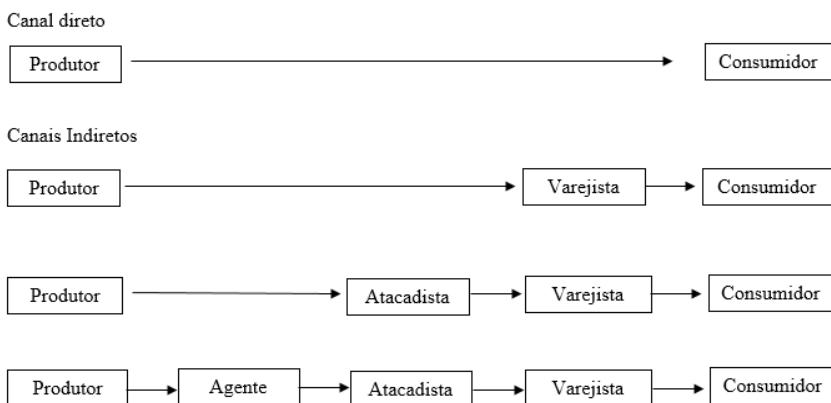 Canal direto
Produtor Consumidor
Canais Indiretos
Produtor Varejista Consumidor
Produtor Atacadista Varejista Consumidor
Produtor Agente Atacadista Varejista Consumidor